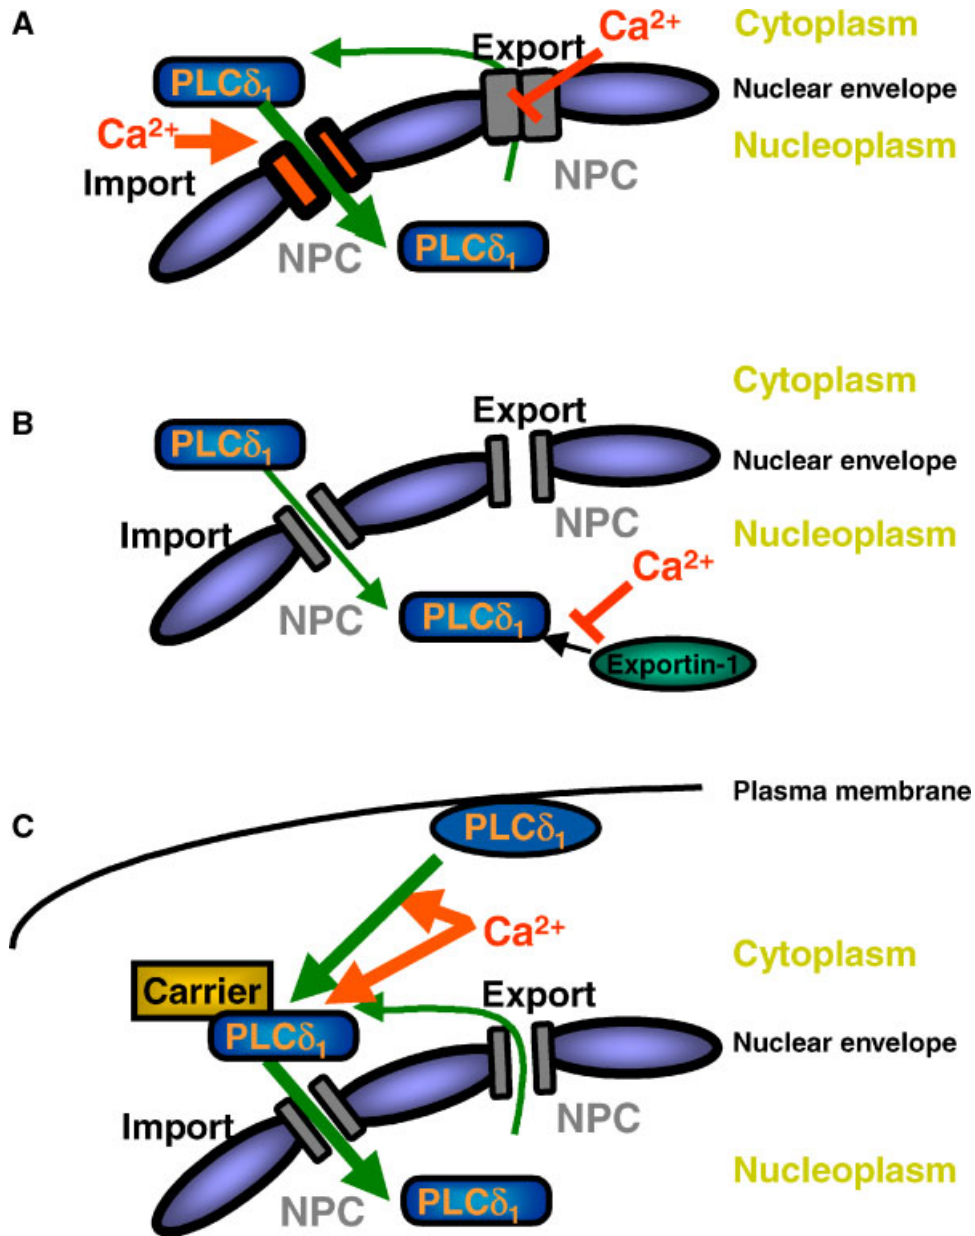 A
Export
Ca²⁺
Cytoplasm
PLCδ₁
Nuclear envelope
Ca²⁺
Nucleoplasm
Import
NPC
NPC
PLCδ₁
Cytoplasm
B
Export
PLCδ₁
Nuclear envelope
Import
NPC
Nucleoplasm
Ca²⁺
NPC
PLCδ₁
Exportin-1
Plasma membrane
C
PLCδ₁
Ca²⁺
Cytoplasm
Carrier
Export
PLCδ₁
Nuclear envelope
Import
NPC
Nucleoplasm
NPC
PLCδ₁